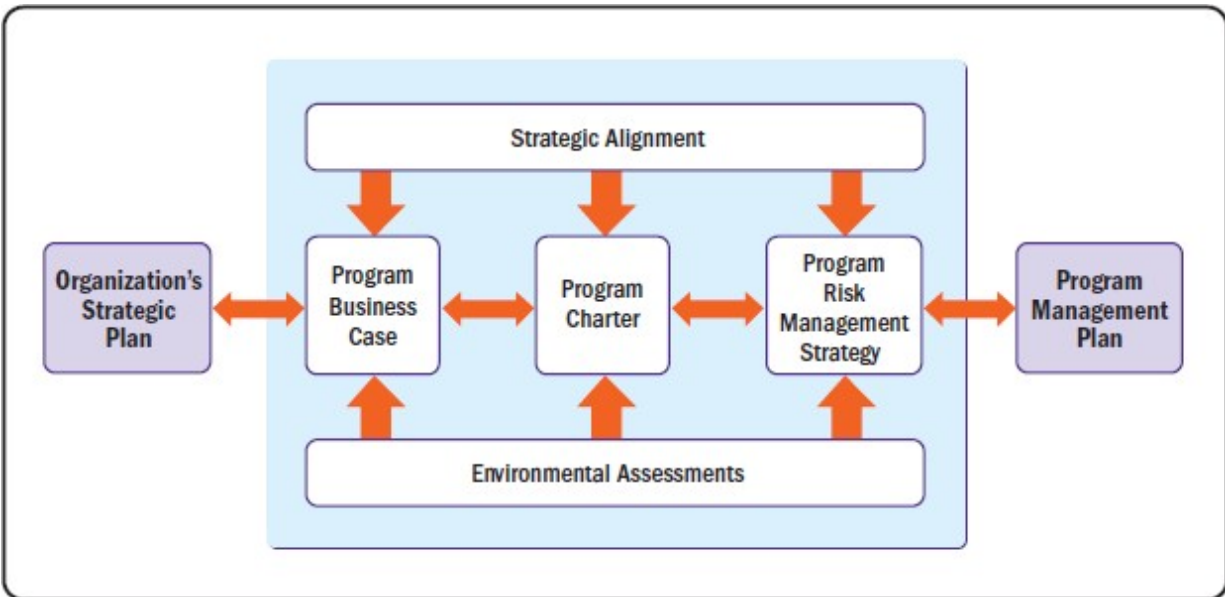 Strategic Alignment
Organization's
Strategic
Plan
Program
Business
Case
Program
Charter
Program
Risk
Management
Strategy
Program
Management
Plan
Environmental Assessments